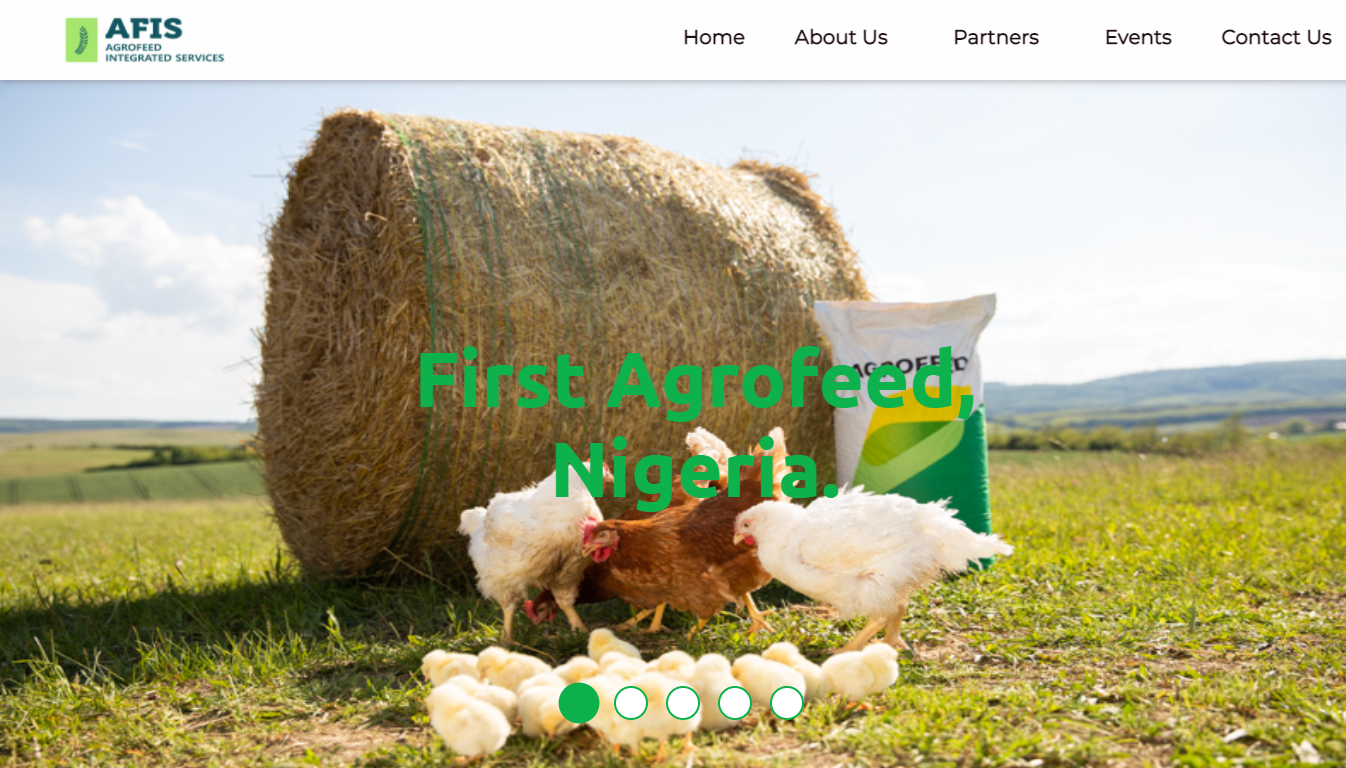 AFIS
AGROFEED
INTEGRATED SERVICES
Home
About Us
Partners
Events
Contact Us
AGROFEED
First Agrofeed,
Nigeria.